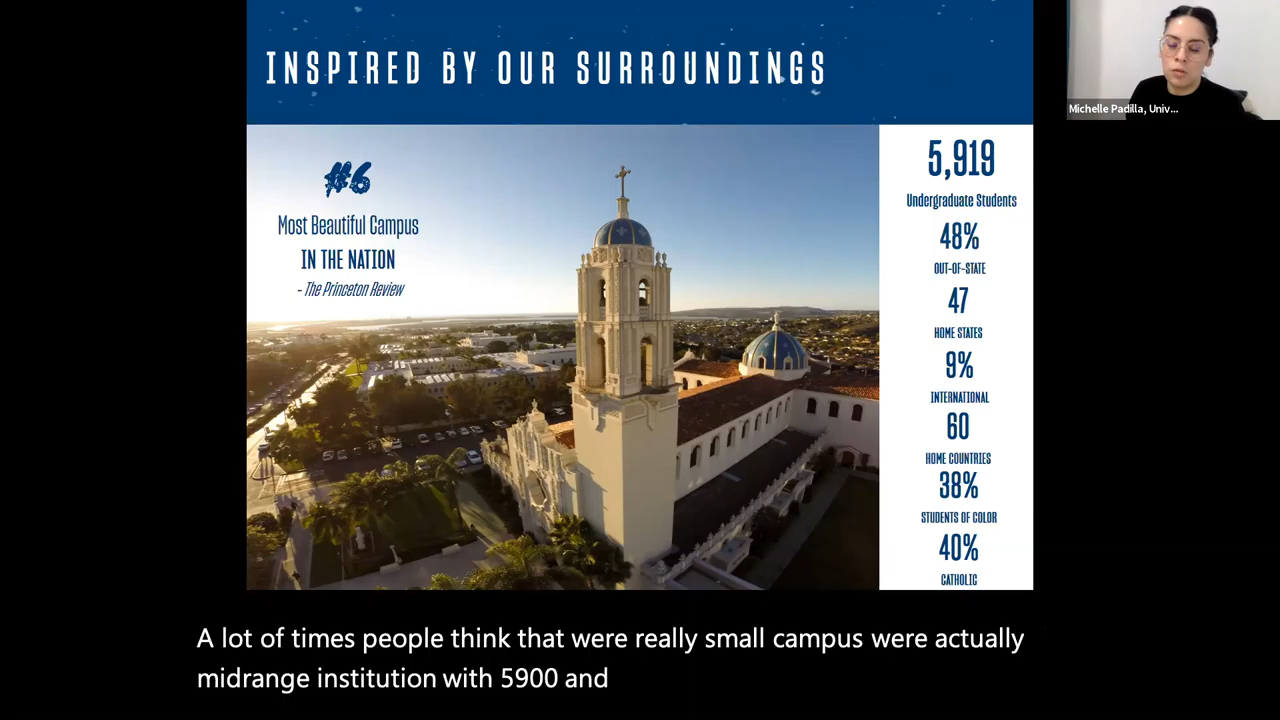 INSPIRED BY OUR SURROUNDINGS
#6
Most Beautiful Campus
IN THE NATION
- The Princeton Review
5,919
Undergraduate Students
48%
OUT-OF-STATE
47
HOME STATES
9%
INTERNATIONAL
60
HOME COUNTRIES
38%
STUDENTS OF COLOR
40%
CATHOLIC
Michelle Padilla, Univ...
A lot of times people think that were really small campus were actually
midrange institution with 5900 and